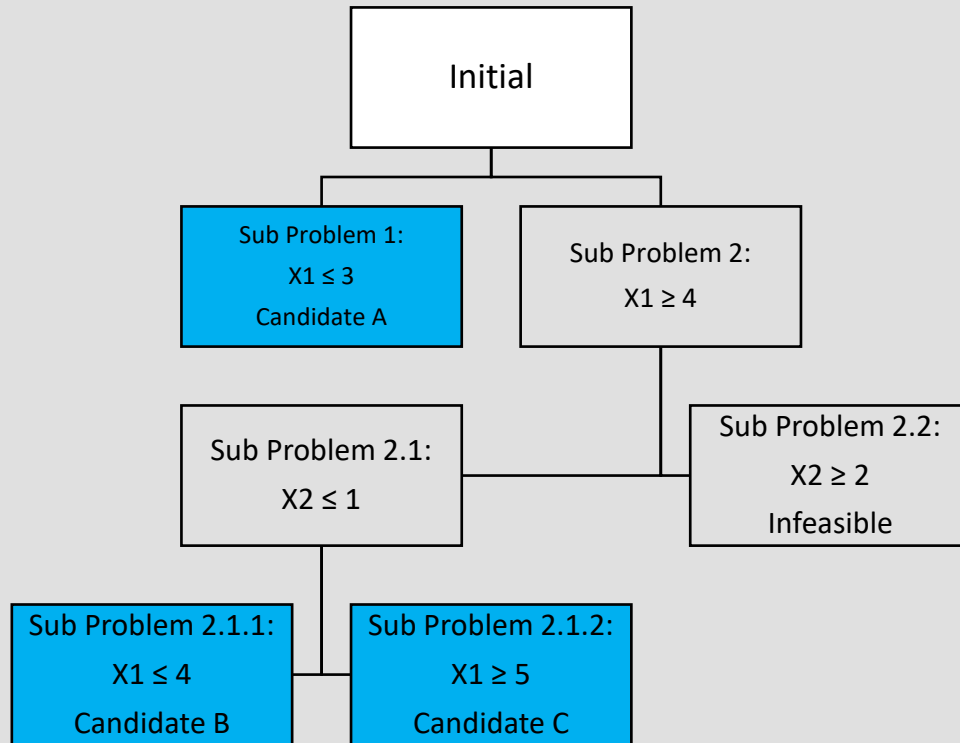 Initial
Sub Problem 1:
X1 ≤ 3
Candidate A
Sub Problem 2:
X1 ≥ 4
Sub Problem 2.1:
X2 ≤ 1
Sub Problem 2.2:
X2 ≥ 2
Infeasible
Sub Problem 2.1.1:
X1 ≤ 4
Candidate B
Sub Problem 2.1.2:
X1 ≥ 5
Candidate C